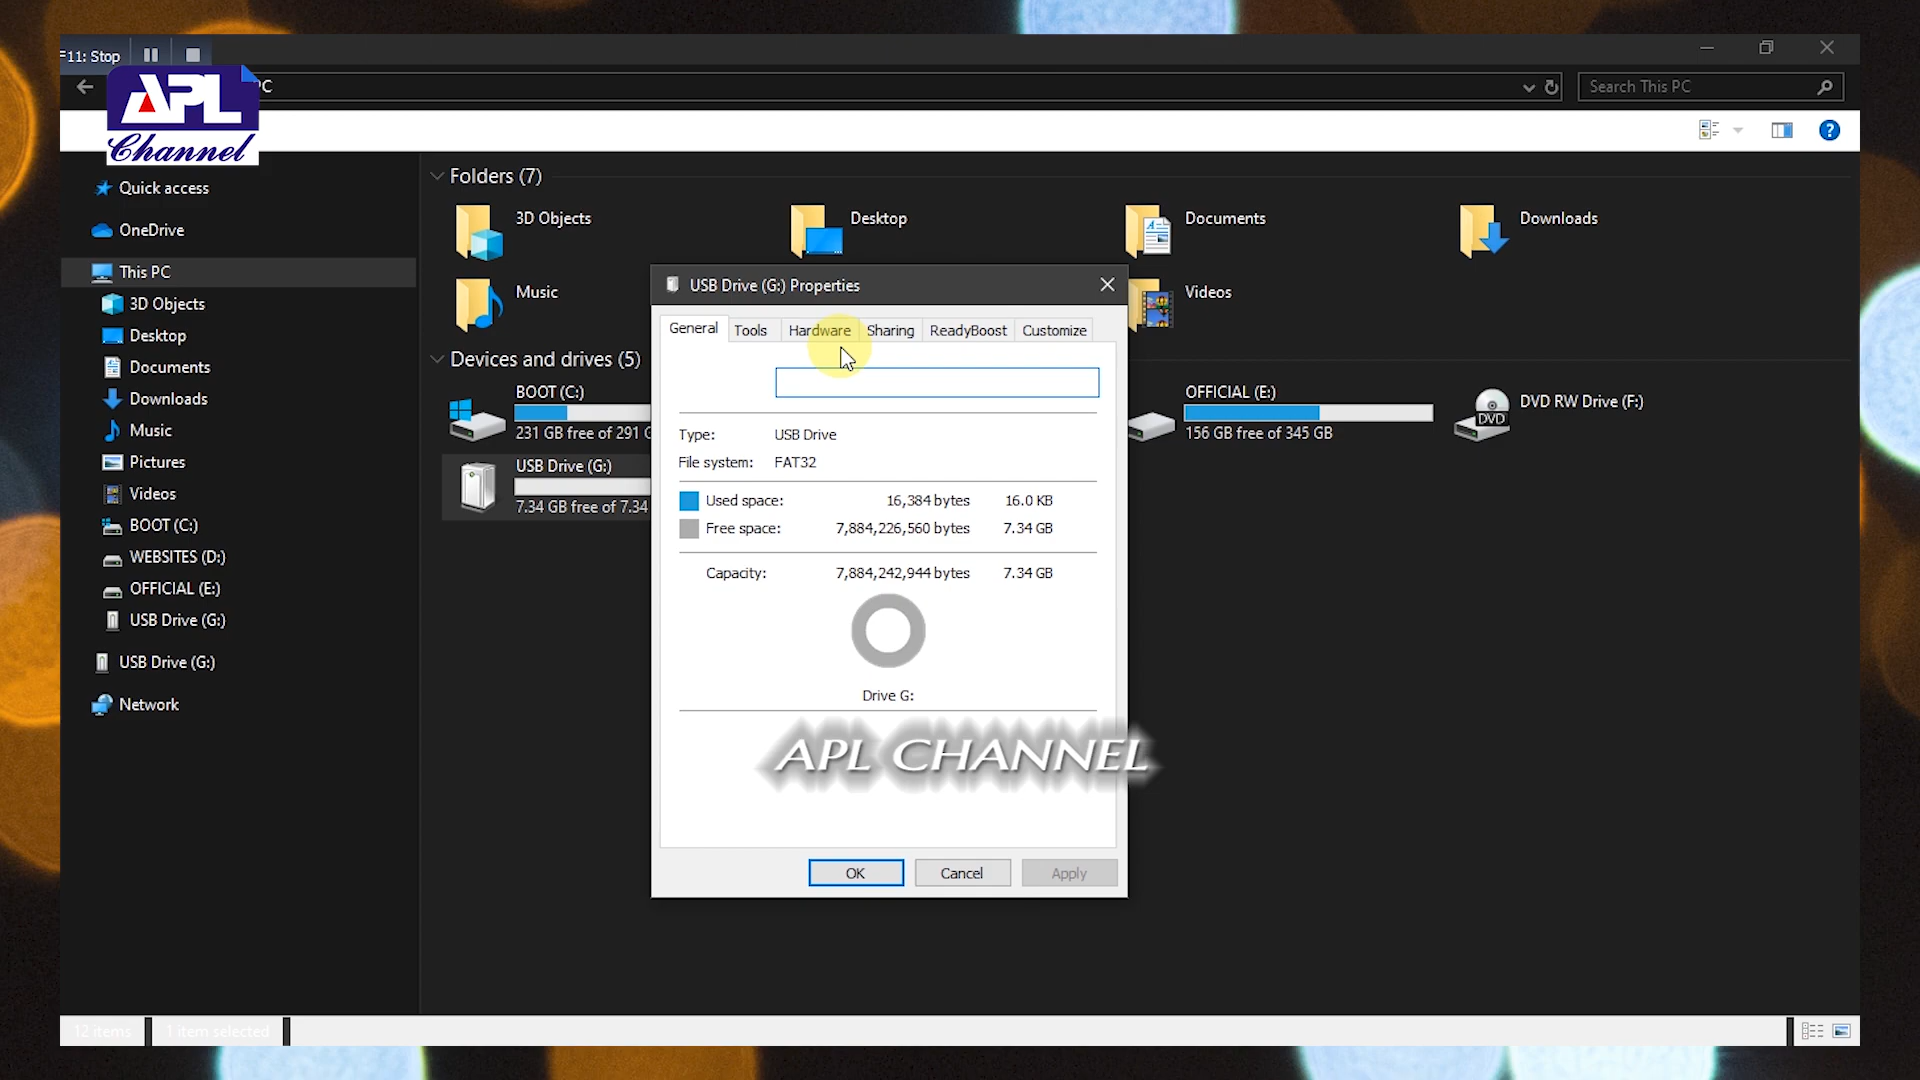 F11: Stop
APL
Channel
PC
Search This PC
Quick access
OneDrive
This PC
3D Objects
Desktop
Documents
Downloads
Music
Pictures
Videos
BOOT (C:)
WEBSITES (D:)
OFFICIAL (E:)
USB Drive (G:)
USB Drive (G:)
Network
Folders (7)
3D Objects
Desktop
Documents
Downloads
Music
Videos
Devices and drives (5)
BOOT (C:)
231 GB free of 291 G
OFFICIAL (E:)
156 GB free of 345 GB
DVD
DVD RW Drive (F:)
USB Drive (G:)
7.34 GB free of 7.34
USB Drive (G:) Properties
General Tools Hardware Sharing ReadyBoost Customize
Type: USB Drive
File system: FAT32
Used space: 16,384 bytes 16.0 KB
Free space: 7,884,226,560 bytes 7.34 GB
Capacity: 7,884,242,944 bytes 7.34 GB
Drive G:
APL CHANNEL
OK Cancel Apply
12 items 1 item selected